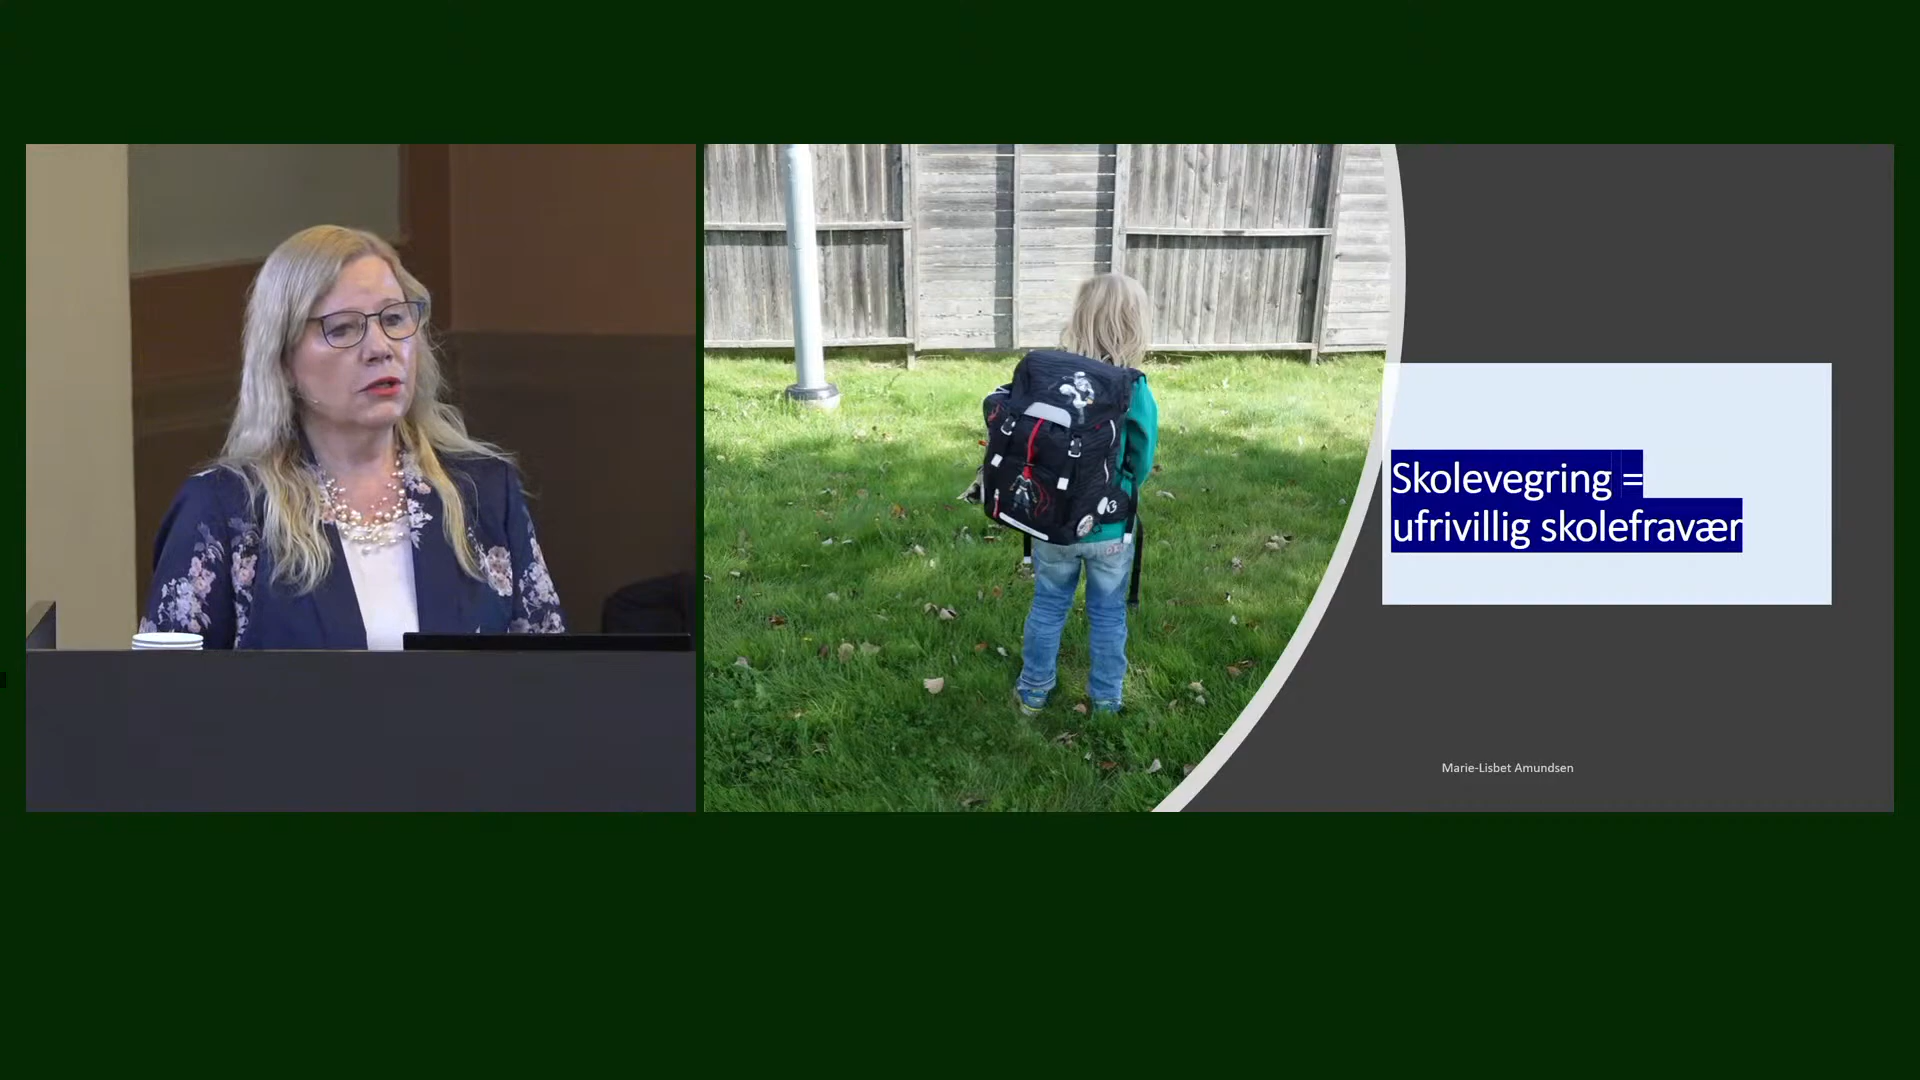 Skolevegring =
ufrivillig skolefravær
Marie-Lisbet Amundsen